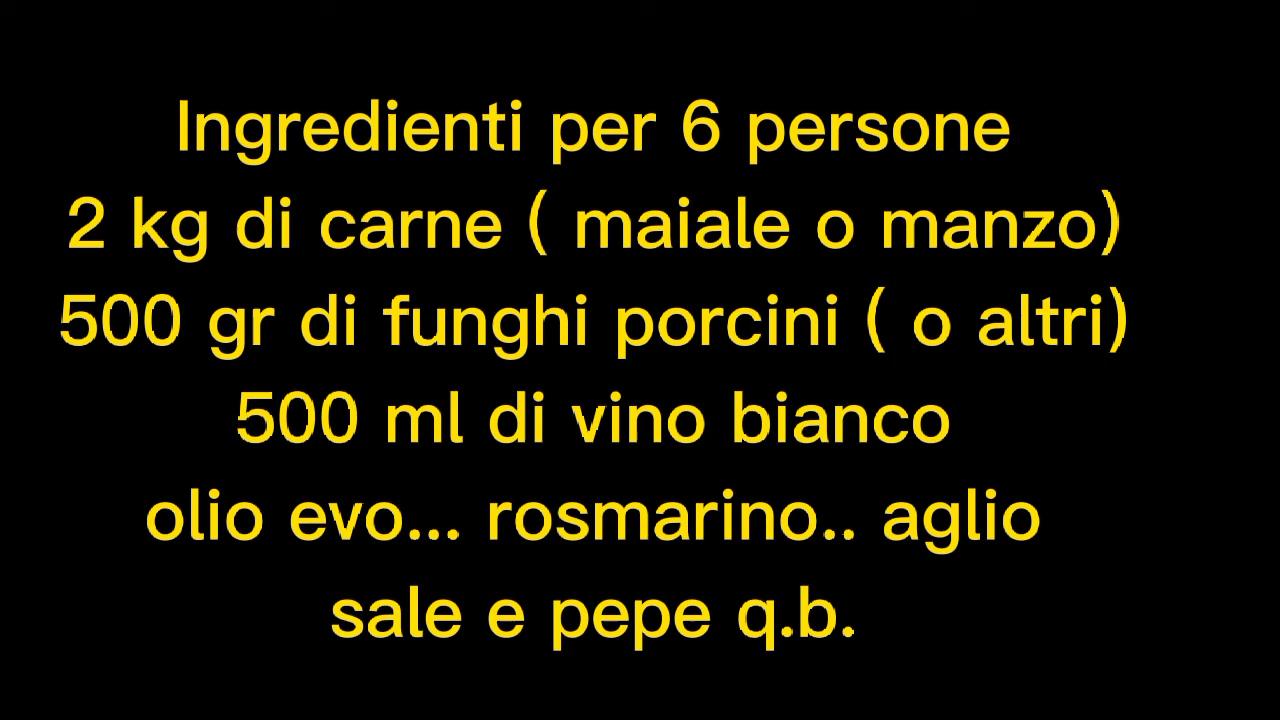 Ingredienti per 6 persone
2 kg di carne ( maiale o manzo)
500 gr di funghi porcini ( o altri)
500 ml di vino bianco
olio evo... rosmarino.. aglio
sale e pepe q.b.